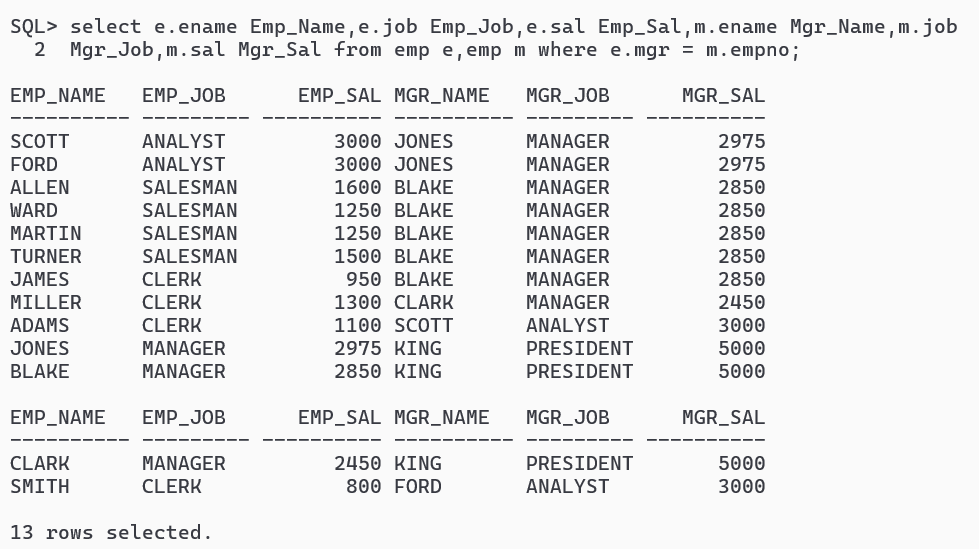 SQL> select e.ename Emp_Name,e.job Emp_Job,e.sal Emp_Sal,m.ename Mgr_Name,m.job
  2  Mgr_Job,m.sal Mgr_Sal from emp e,emp m where e.mgr = m.empno;

EMP_NAME   EMP_JOB      EMP_SAL MGR_NAME   MGR_JOB      MGR_SAL
---------- --------- ---------- ---------- --------- ----------
SCOTT      ANALYST         3000 JONES      MANAGER         2975
FORD       ANALYST         3000 JONES      MANAGER         2975
ALLEN      SALESMAN        1600 BLAKE      MANAGER         2850
WARD       SALESMAN        1250 BLAKE      MANAGER         2850
MARTIN     SALESMAN        1250 BLAKE      MANAGER         2850
TURNER     SALESMAN        1500 BLAKE      MANAGER         2850
JAMES      CLERK            950 BLAKE      MANAGER         2850
MILLER     CLERK           1300 CLARK      MANAGER         2450
ADAMS      CLERK           1100 SCOTT      ANALYST         3000
JONES      MANAGER         2975 KING       PRESIDENT       5000
BLAKE      MANAGER         2850 KING       PRESIDENT       5000

EMP_NAME   EMP_JOB      EMP_SAL MGR_NAME   MGR_JOB      MGR_SAL
---------- --------- ---------- ---------- --------- ----------
CLARK      MANAGER         2450 KING       PRESIDENT       5000
SMITH      CLERK            800 FORD       ANALYST         3000

13 rows selected.